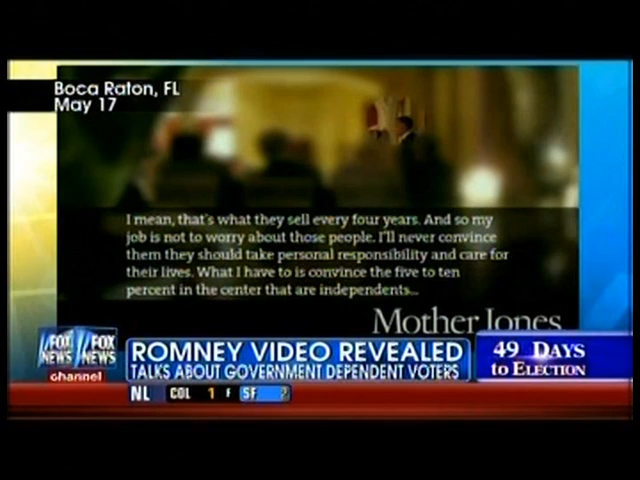 Boca Raton, FL
May 17
I mean, that's what they sell every four years. And so my
job is not to worry about those people. I'll never convince
them they should take personal responsibility and care for
their lives. What I have to is convince the five to ten
percent in the center that are independents...
Mother Jones
FOX NEWS FOX NEWS
channel
ROMNEY VIDEO REVEALED
TALKS ABOUT GOVERNMENT DEPENDENT VOTERS
49 DAYS
to ELECTION
NL COL 1 F SF